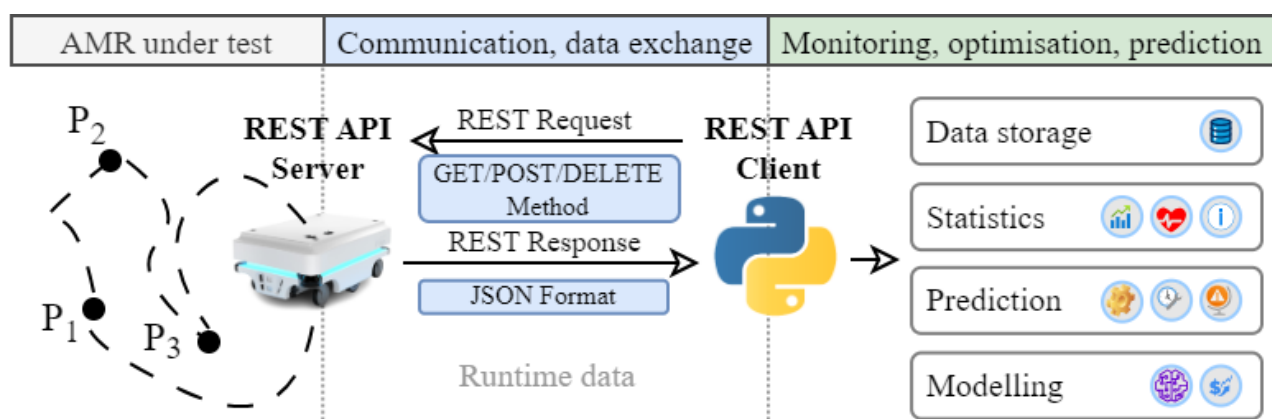 AMR under test
Communication, data exchange
Monitoring, optimisation, prediction
P₂
P₁
P₃
REST API
Server
REST Request
GET/POST/DELETE
Method
REST Response
JSON Format
Runtime data
REST API
Client
Data storage
Statistics
Prediction
Modelling